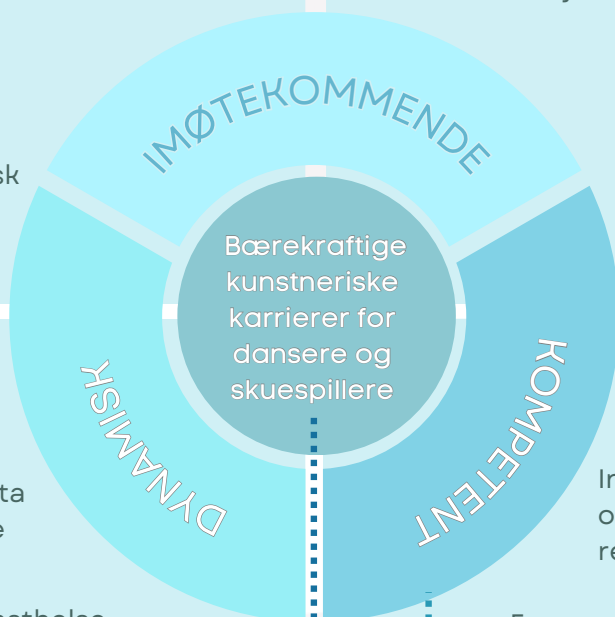 IMØTEKOMMENDE
Bærekraftige
kunstneriske
karrierer for
dansere og
skuespillere
DYNAMISK
KOMPETENT